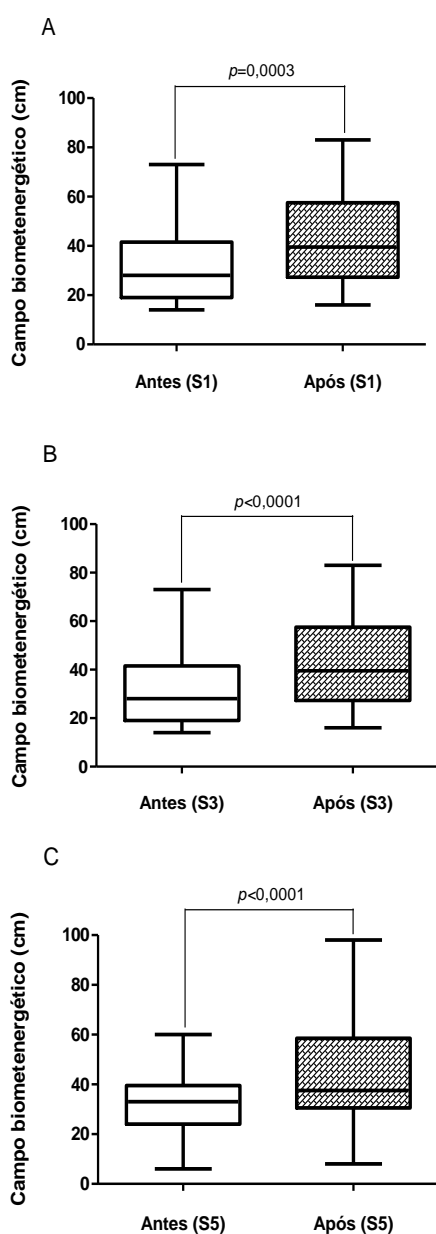 A
p=0,0003
Campo biometenergético (cm)
100
80
60
40
20
0
Antes (S1) Após (S1)
B
p<0,0001
Campo biometenergético (cm)
100
80
60
40
20
0
Antes (S3) Após (S3)
C
p<0,0001
Campo biometenergético (cm)
100
80
60
40
20
0
Antes (S5) Após (S5)